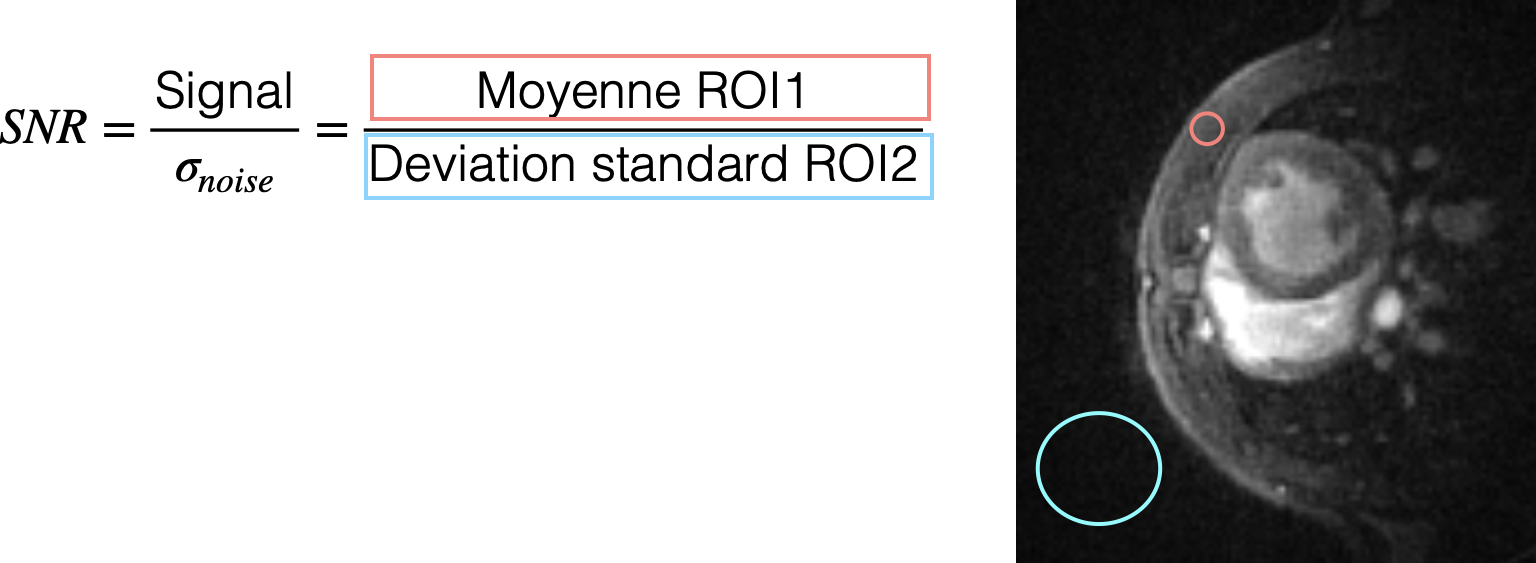 SNR = Signal / σnoise = Moyenne ROI1 / Deviation standard ROI2